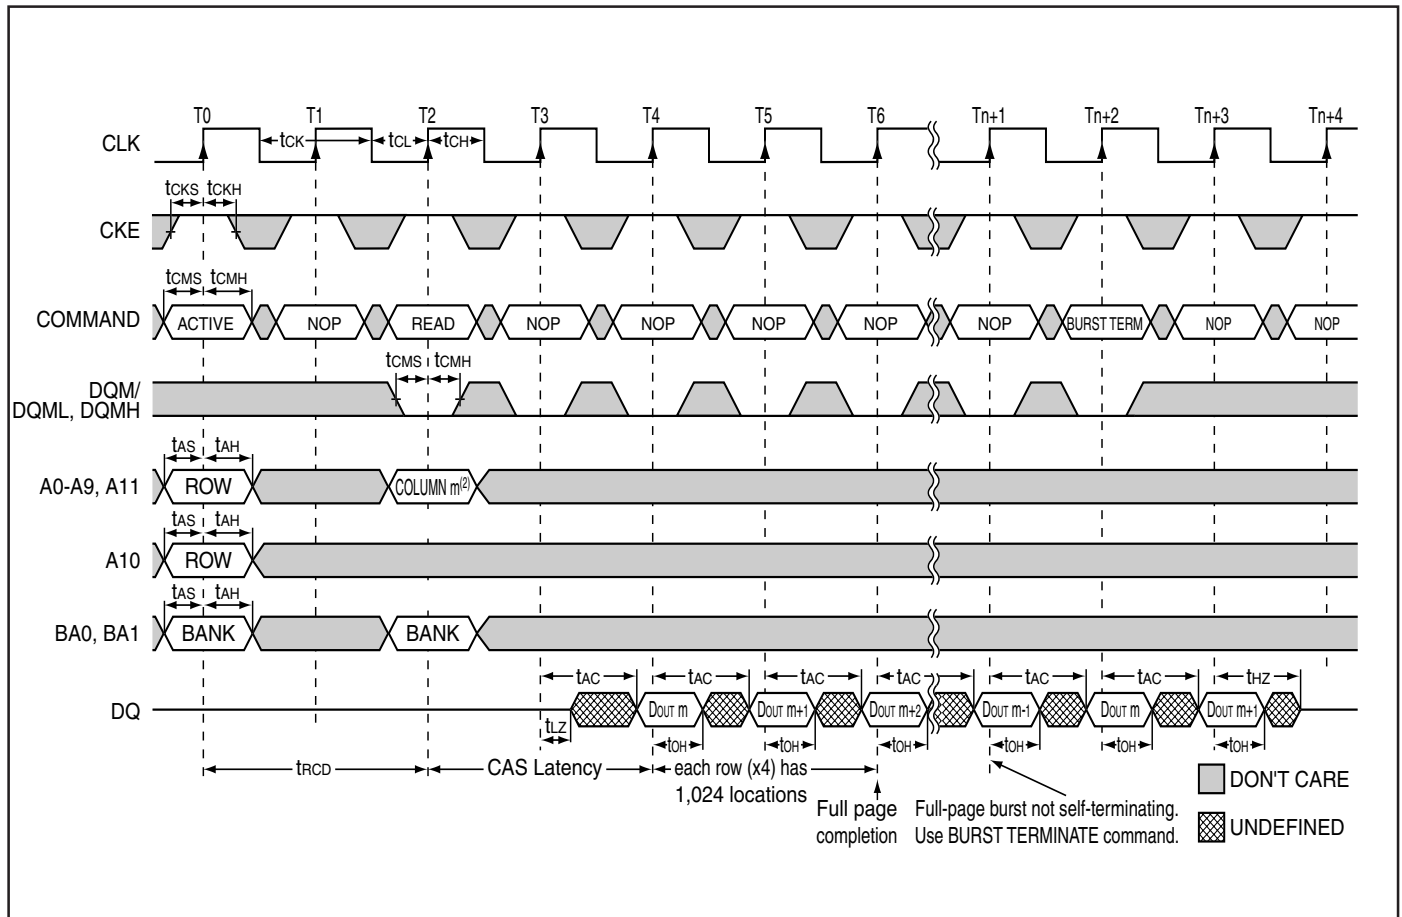 T0 T1 T2 T3 T4 T5 T6 Tn+1 Tn+2 Tn+3 Tn+4
CLK tCK tCL tCH
tCKS tCKH
CKE
tCMS tCMH
COMMAND ACTIVE NOP READ NOP NOP NOP NOP NOP BURST TERM NOP NOP
tCMS tCMH
DQM/
DQML, DQMH
tAS tAH
A0-A9, A11 ROW COLUMN m(2)
tAS tAH
A10 ROW
tAS tAH
BA0, BA1 BANK BANK
tAC tAC tAC tAC tAC tAC tHZ
DQ DOUT m DOUT m+1 DOUT m+2 DOUT m-1 DOUT m DOUT m+1
tLZ tOH tOH tOH tOH tOH tOH
tRCD CAS Latency each row (x4) has
1,024 locations
Full page
completion
Full-page burst not self-terminating.
Use BURST TERMINATE command.
DON'T CARE
UNDEFINED